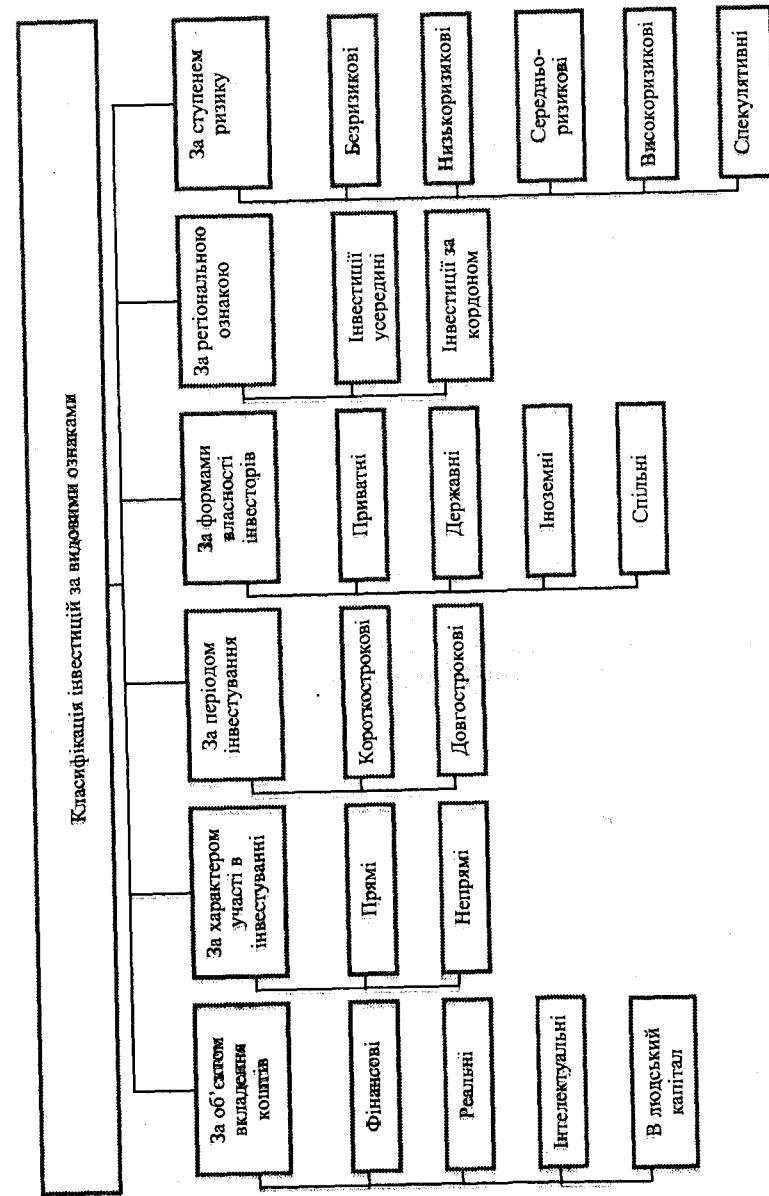 Класифікація інвестицій за видовими ознаками
За об’єктом
вкладення
коштів
Фінансові
Реальні
Інтелектуальні
В людський
капітал
За характером
участі в
інвестуванні
Прямі
Непрямі
За періодом
інвестування
Короткострокові
Довгострокові
За формами
власності
інвесторів
Приватні
Державні
Іноземні
Спільні
За регіональною
ознакою
Інвестиції
усередині
Інвестиції за
кордоном
За ступенем
ризику
Безризикові
Низькоризикові
Середньо-
ризикові
Високоризикові
Спекулятивні